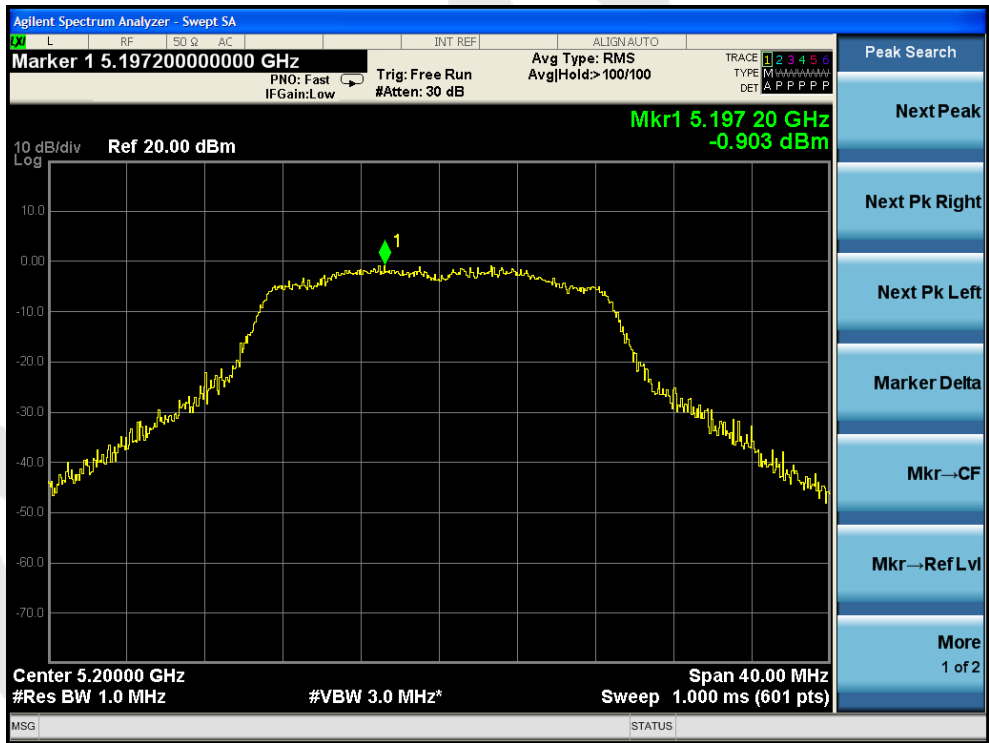 Agilent Spectrum Analyzer - Swept SA
LXI L RF 50 Ω AC INT REF ALIGN AUTO
Marker 1 5.197200000000 GHz
PNO: Fast
IFGain:Low
Trig: Free Run
#Atten: 30 dB
Avg Type: RMS
Avg|Hold:> 100/100
TRACE 1 2 3 4 5 6
TYPE M WWWWW
DET A P P P P P
Peak Search
Mkr1 5.197 20 GHz
-0.903 dBm
10 dB/div Ref 20.00 dBm
Log
1
10.0
0.00
-10.0
-20.0
-30.0
-40.0
-50.0
-60.0
-70.0
Next Peak
Next Pk Right
Next Pk Left
Marker Delta
Mkr→CF
Mkr→Ref Lvl
More
1 of 2
Center 5.20000 GHz Span 40.00 MHz
#Res BW 1.0 MHz #VBW 3.0 MHz* Sweep 1.000 ms (601 pts)
MSG STATUS